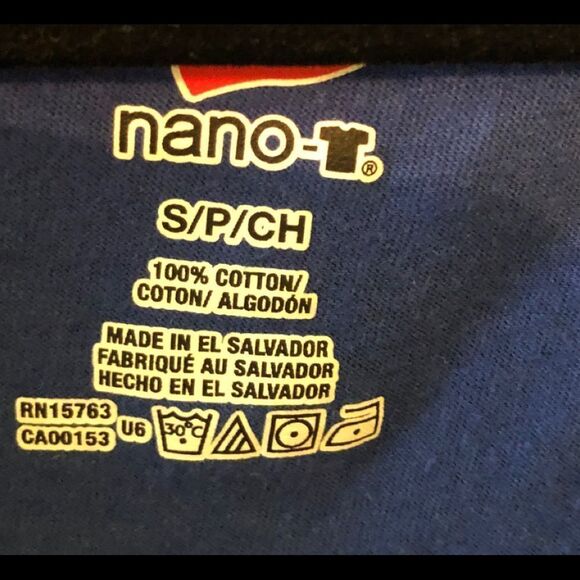 nano-T®
S/P/CH
100% COTTON/
COTON/ ALGODÓN
MADE IN EL SALVADOR
FABRIQUÉ AU SALVADOR
HECHO EN EL SALVADOR
RN15763
CA00153 U6
30°C